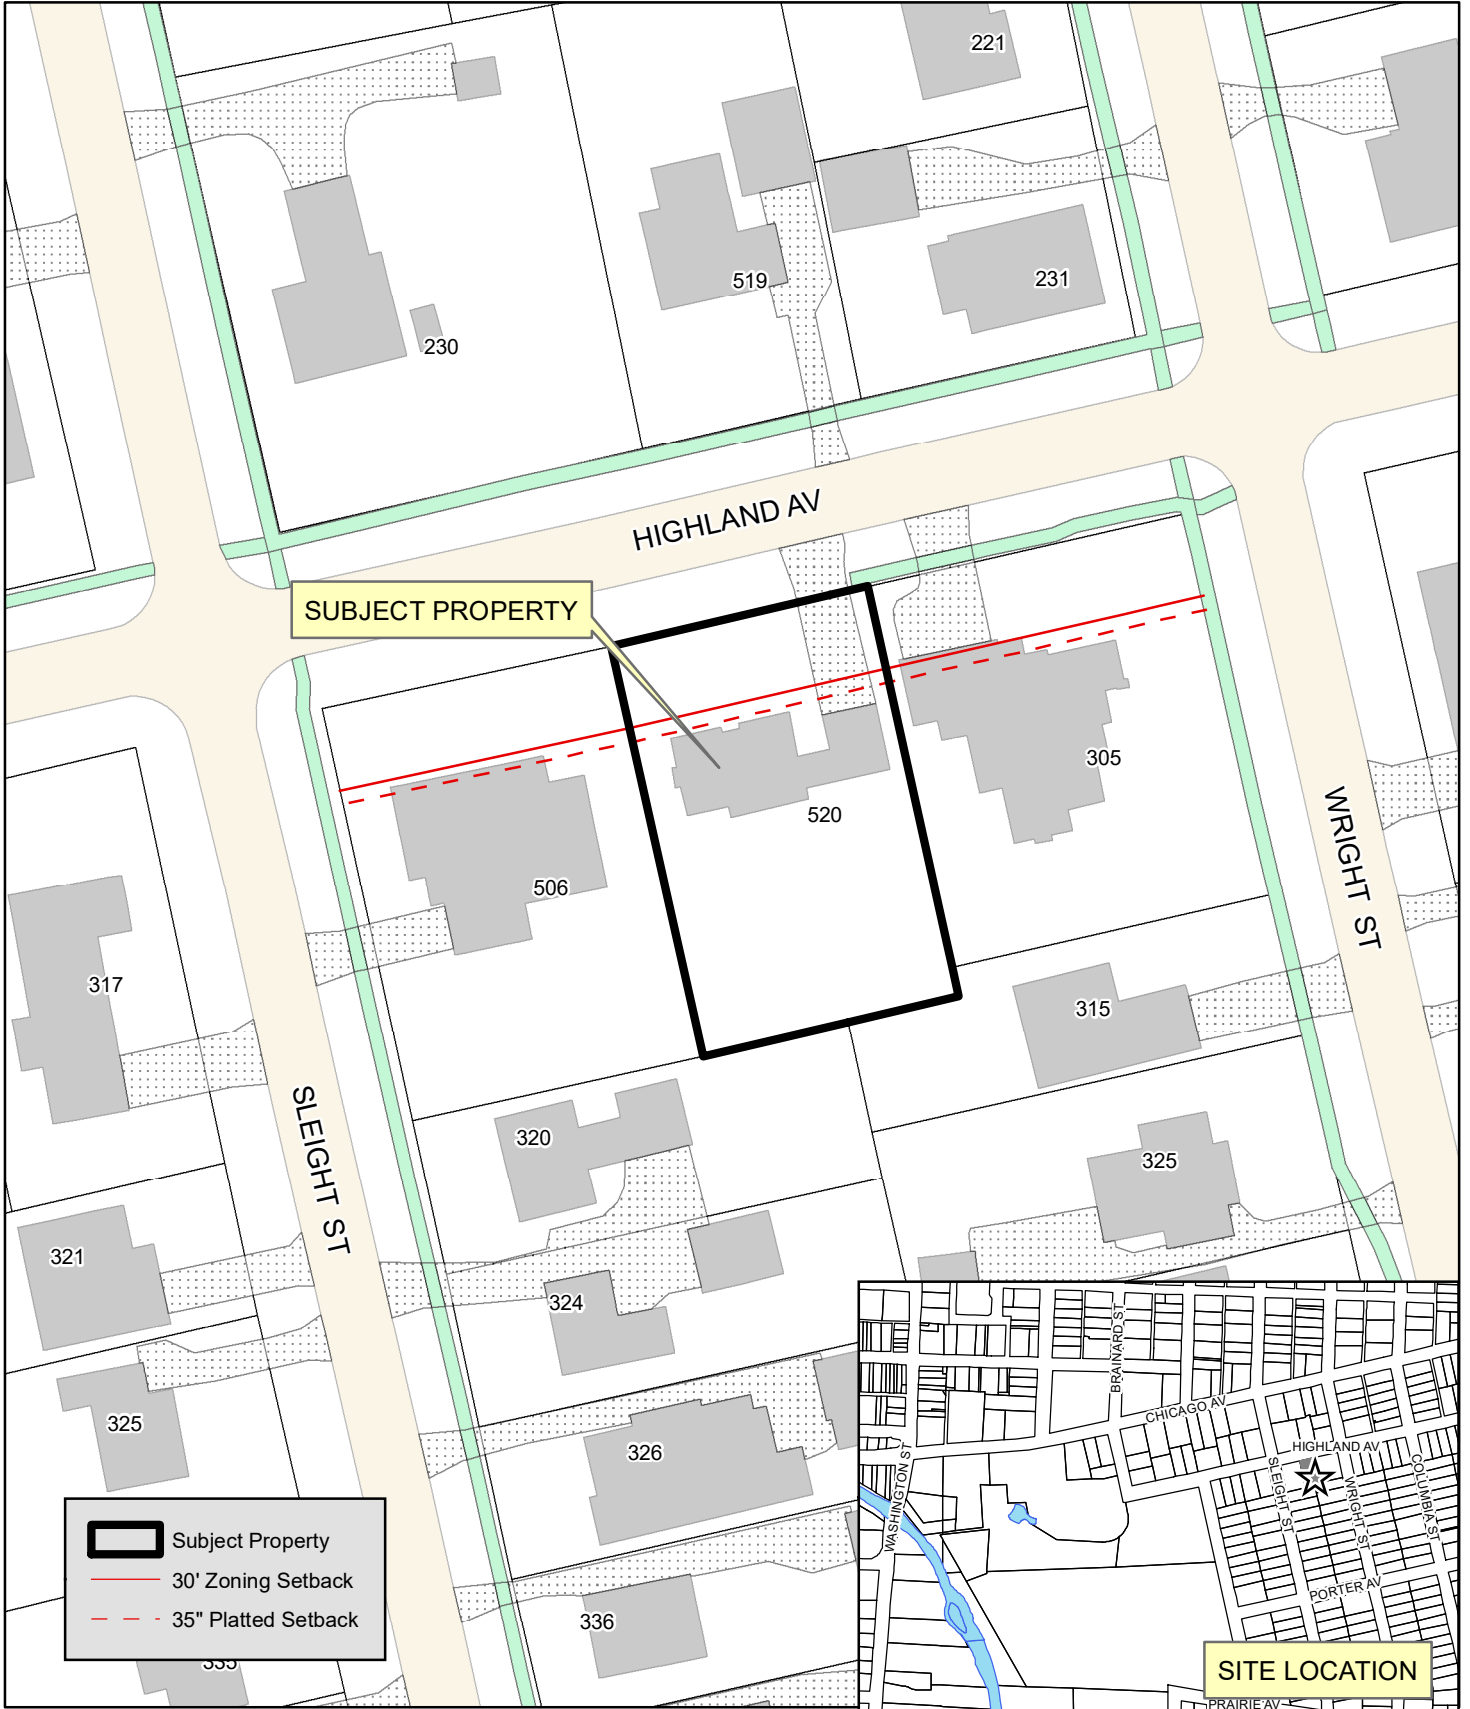 221
519
231
230
HIGHLAND AV
SUBJECT PROPERTY
305
520
506
WRIGHT ST
317
315
SLEIGHT ST
320
325
321
324
325
326
336
335
Subject Property
30' Zoning Setback
35" Platted Setback
BRAINARD ST
CHICAGO AV
HIGHLAND AV
WASHINGTON ST
SLEIGHT ST
WRIGHT ST
COLUMBIA ST
PORTER AV
SITE LOCATION
PRAIRIE AV